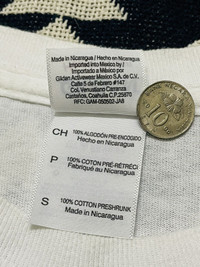 Made in Nicaragua / Hecho en Nicaragua
Imported into Mexico by /
Importado a México por
Gildan Activewear Mexico S.A. de C.V.
Calle 5 de Febrero #147
Col. Venustiano Carranza
Castaños, Coahuila C.P. 25870
RFC: GAM-050502-JA8
CH 100% ALGODÓN PRE-ENCOGIDO
Hecho en Nicaragua
P 100% COTON PRÉ-RÉTRÉCI
Fabriqué au Nicaragua
S 100% COTTON PRESHRUNK
Made in Nicaragua
10